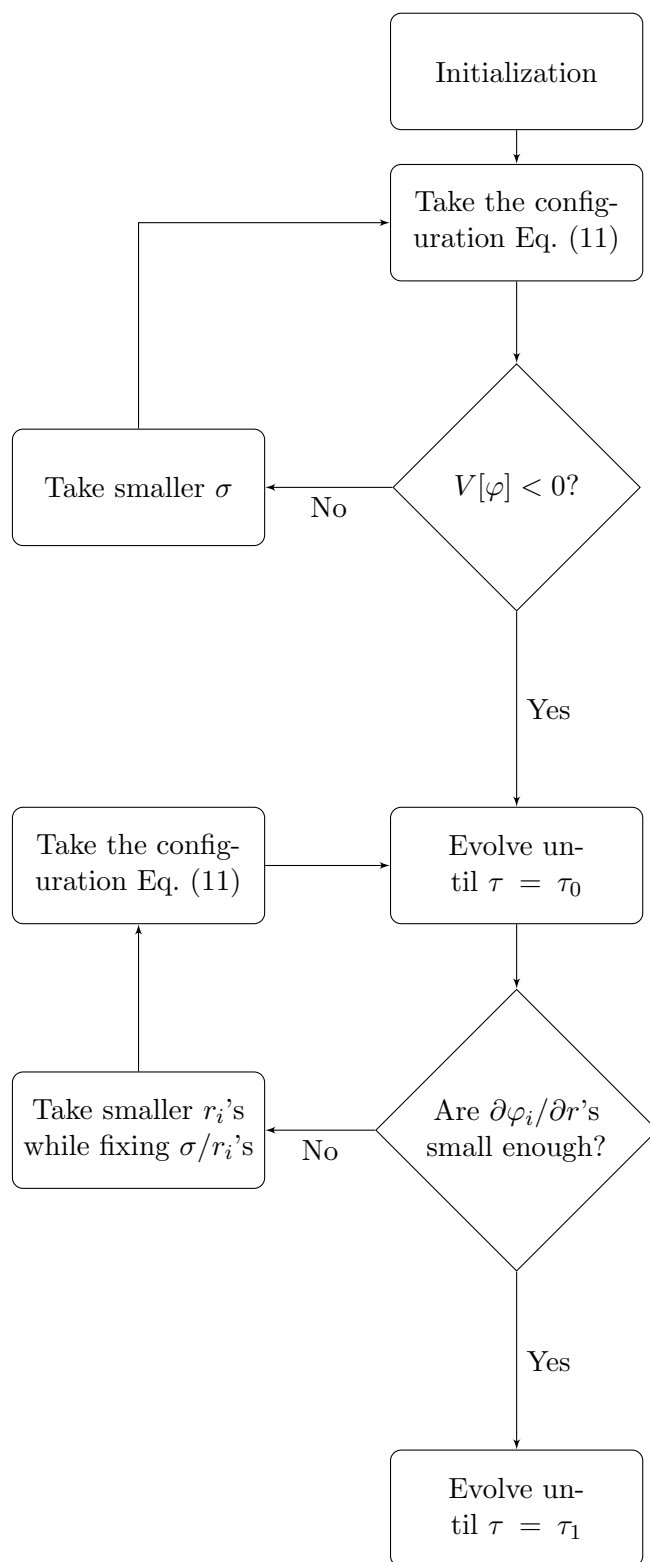 Initialization
Take the config-
uration Eq. (11)
Take smaller σ
No
V[φ] < 0?
Yes
Take the config-
uration Eq. (11)
Evolve un-
til τ = τ₀
Take smaller rᵢ's
while fixing σ/rᵢ's
No
Are ∂φᵢ/∂r's
small enough?
Yes
Evolve un-
til τ = τ₁